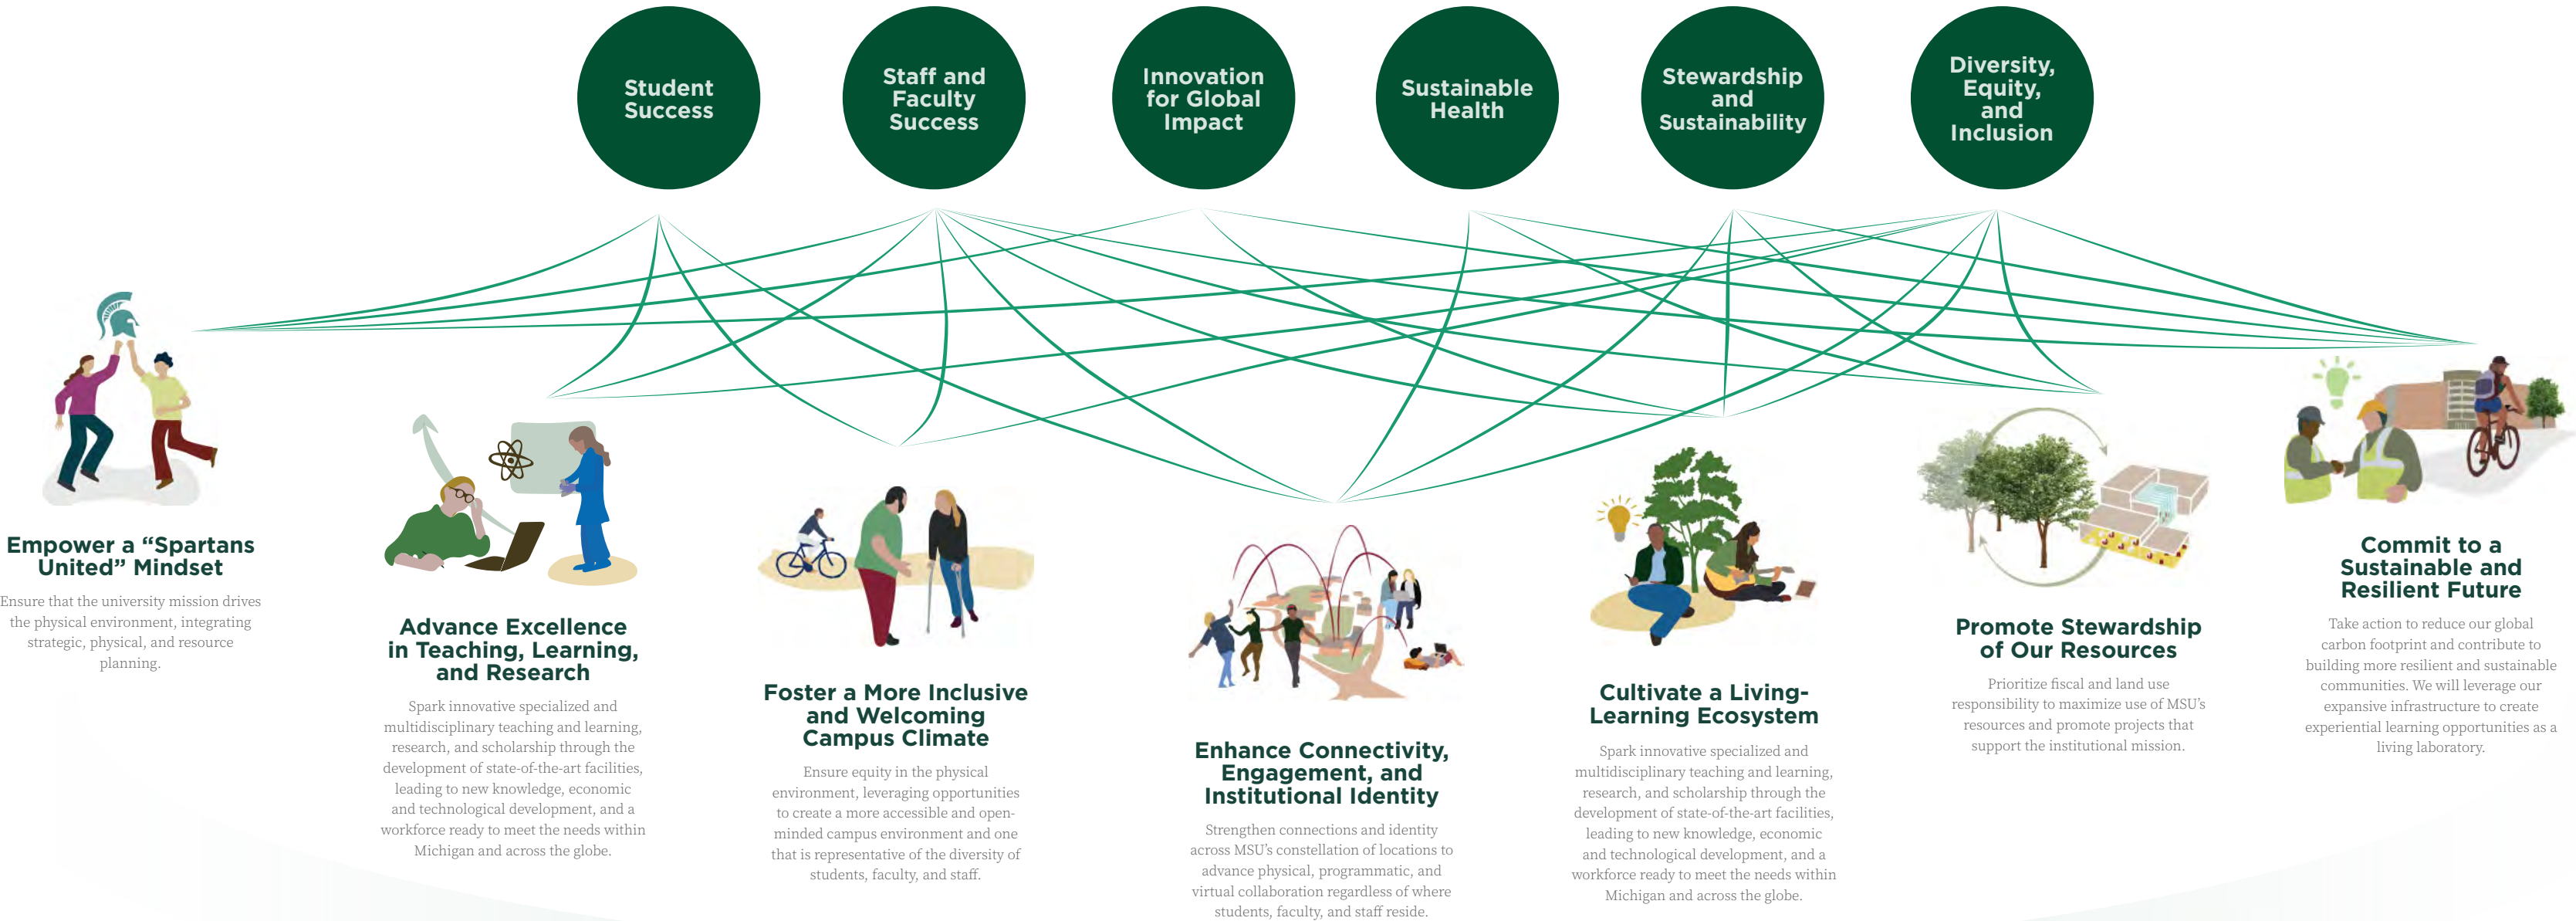 Student
Success
Staff and
Faculty
Success
Innovation
for Global
Impact
Sustainable
Health
Stewardship
and
Sustainability
Diversity,
Equity,
and
Inclusion
Empower a “Spartans
United” Mindset
Ensure that the university mission drives
the physical environment, integrating
strategic, physical, and resource
planning.
Advance Excellence
in Teaching, Learning,
and Research
Spark innovative specialized and
multidisciplinary teaching and learning,
research, and scholarship through the
development of state-of-the-art facilities,
leading to new knowledge, economic
and technological development, and a
workforce ready to meet the needs within
Michigan and across the globe.
Foster a More Inclusive
and Welcoming
Campus Climate
Ensure equity in the physical
environment, leveraging opportunities
to create a more accessible and open-
minded campus environment and one
that is representative of the diversity of
students, faculty, and staff.
Enhance Connectivity,
Engagement, and
Institutional Identity
Strengthen connections and identity
across MSU’s constellation of locations to
advance physical, programmatic, and
virtual collaboration regardless of where
students, faculty, and staff reside.
Cultivate a Living-
Learning Ecosystem
Spark innovative specialized and
multidisciplinary teaching and learning,
research, and scholarship through the
development of state-of-the-art facilities,
leading to new knowledge, economic
and technological development, and a
workforce ready to meet the needs within
Michigan and across the globe.
Promote Stewardship
of Our Resources
Prioritize fiscal and land use
responsibility to maximize use of MSU’s
resources and promote projects that
support the institutional mission.
Commit to a
Sustainable and
Resilient Future
Take action to reduce our global
carbon footprint and contribute to
building more resilient and sustainable
communities. We will leverage our
expansive infrastructure to create
experiential learning opportunities as a
living laboratory.